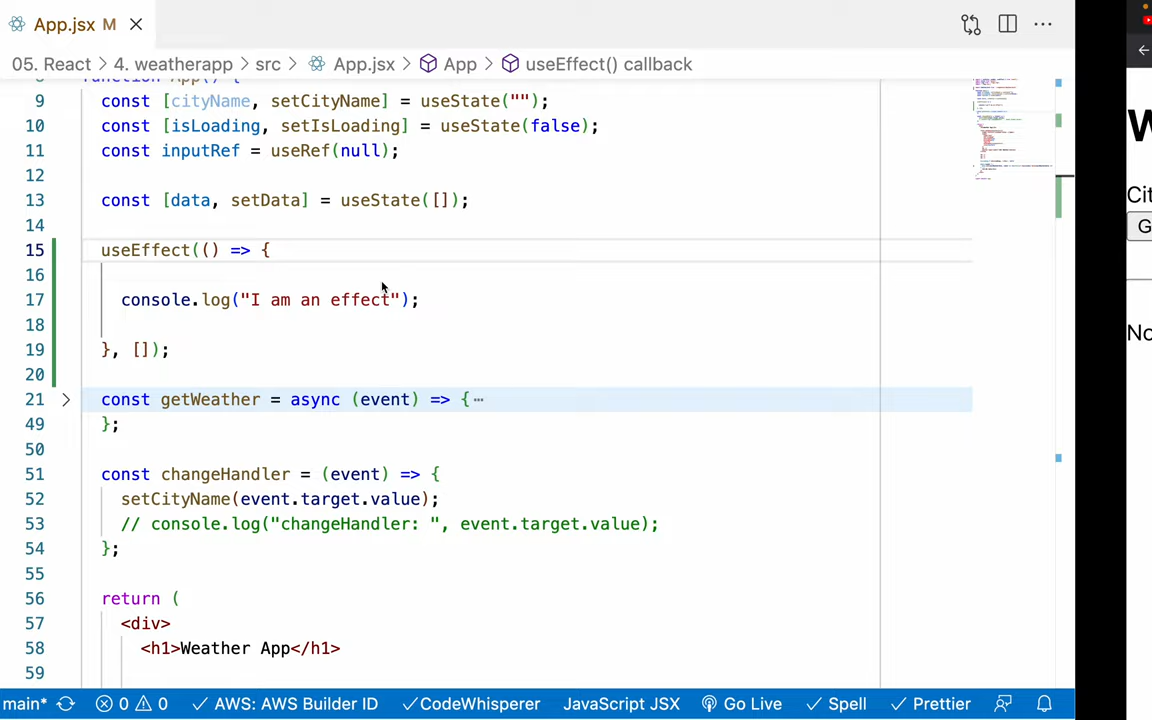 App.jsx M
05. React > 4. weatherapp > src > App.jsx > App > useEffect() callback
function App() {
9 const [cityName, setCityName] = useState("");
10 const [isLoading, setIsLoading] = useState(false);
11 const inputRef = useRef(null);
12
13 const [data, setData] = useState([]);
14
15 useEffect(() => {
16
17 console.log("I am an effect");
18
19 }, []);
20
21 const getWeather = async (event) => {…
49 };
50
51 const changeHandler = (event) => {
52 setCityName(event.target.value);
53 // console.log("changeHandler: ", event.target.value);
54 };
55
56 return (
57 <div>
58 <h1>Weather App</h1>
59
main* 0 0 AWS: AWS Builder ID CodeWhisperer JavaScript JSX Go Live Spell Prettier
W
Cit
G
No